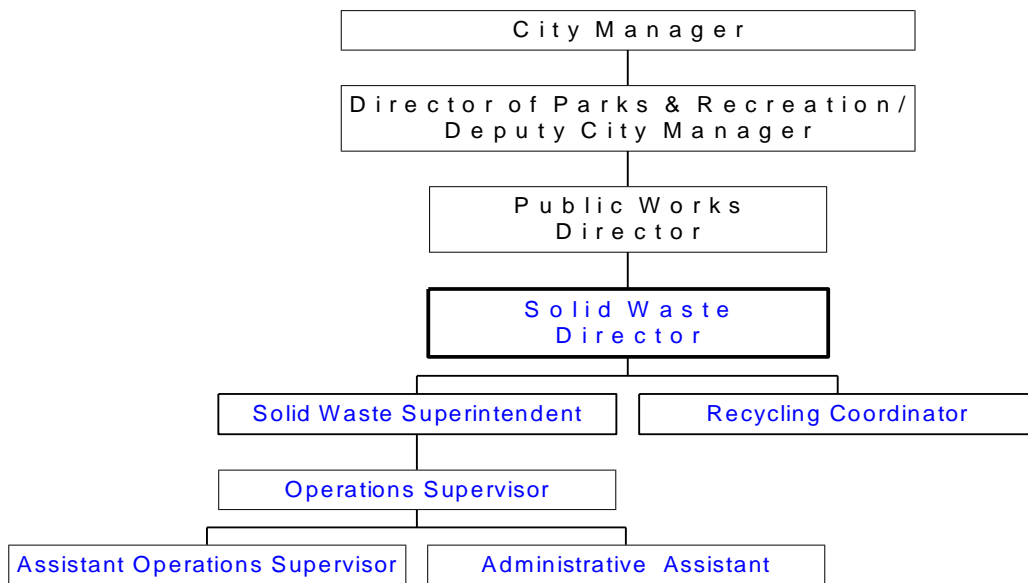 City Manager
Director of Parks & Recreation/
Deputy City Manager
Public Works
Director
Solid Waste
Director
Solid Waste Superintendent
Recycling Coordinator
Operations Supervisor
Assistant Operations Supervisor
Administrative Assistant